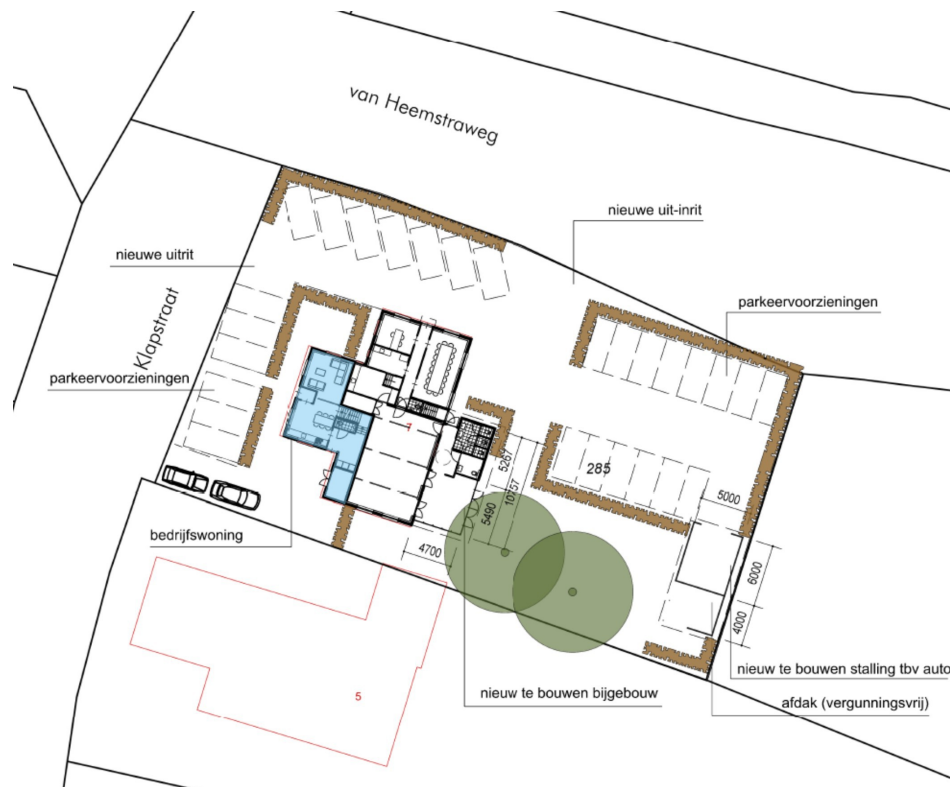 van Heemstraweg
nieuwe uit-inrit
nieuwe uitrit
parkeervoorzieningen
Klapstraat
parkeervoorzieningen
7
285
5267
10757
5490
5000
bedrijfswoning
4700
6000
4000
nieuw te bouwen stalling tbv auto
nieuw te bouwen bijgebouw
5
afdak (vergunningsvrij)